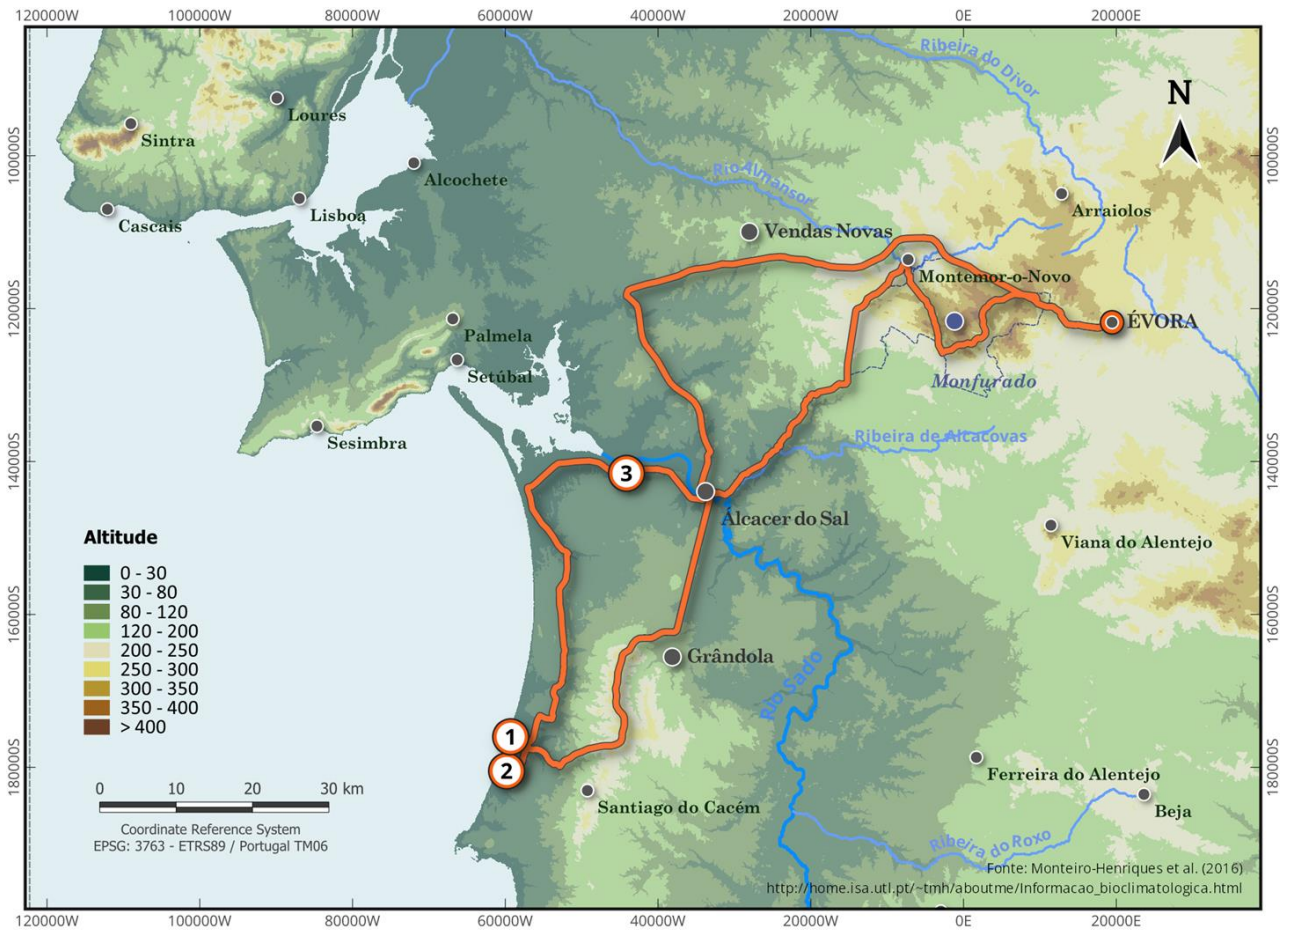 120000W 100000W 80000W 60000W 40000W 20000W 0E 20000E
Ribeira do Divor
N
Loures
Sintra
100000S
100000S
Alcochete
Rio Almansor
Lisboa
Arraiolos
Cascais
Vendas Novas
Montemor-o-Novo
120000S
120000S
ÉVORA
Palmela
Setúbal
Monfurado
Sesimbra
Ribeira de Alcáçovas
140000S
140000S
3
Álcacer do Sal
Altitude
Viana do Alentejo
0 - 30
30 - 80
80 - 120
120 - 200
200 - 250
250 - 300
300 - 350
350 - 400
> 400
160000S
160000S
Grândola
Rio Sado
1
2
180000S
180000S
Ferreira do Alentejo
Santiago do Cacém
Beja
0 10 20 30 km
Coordinate Reference System
EPSG: 3763 - ETRS89 / Portugal TM06
Ribeira do Roxo
Fonte: Monteiro-Henriques et al. (2016)
http://home.isa.utl.pt/~tmh/aboutme/Informacao_bioclimatologica.html
120000W 100000W 80000W 60000W 40000W 20000W 0E 20000E